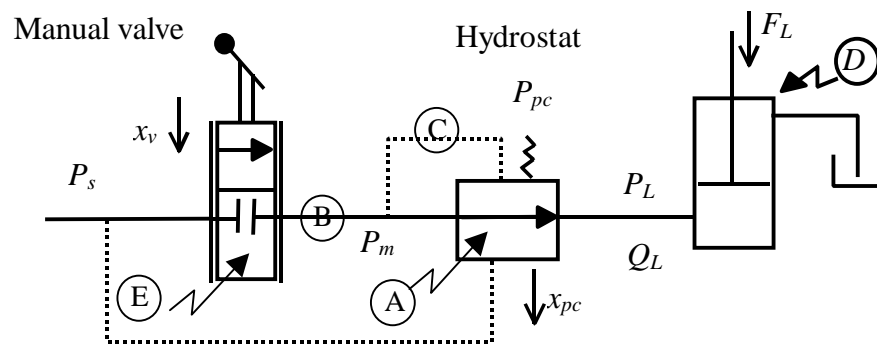 Manual valve
Hydrostat
F_L
D
P_pc
C
x_v
P_s
P_L
B
P_m
Q_L
E
A
x_pc